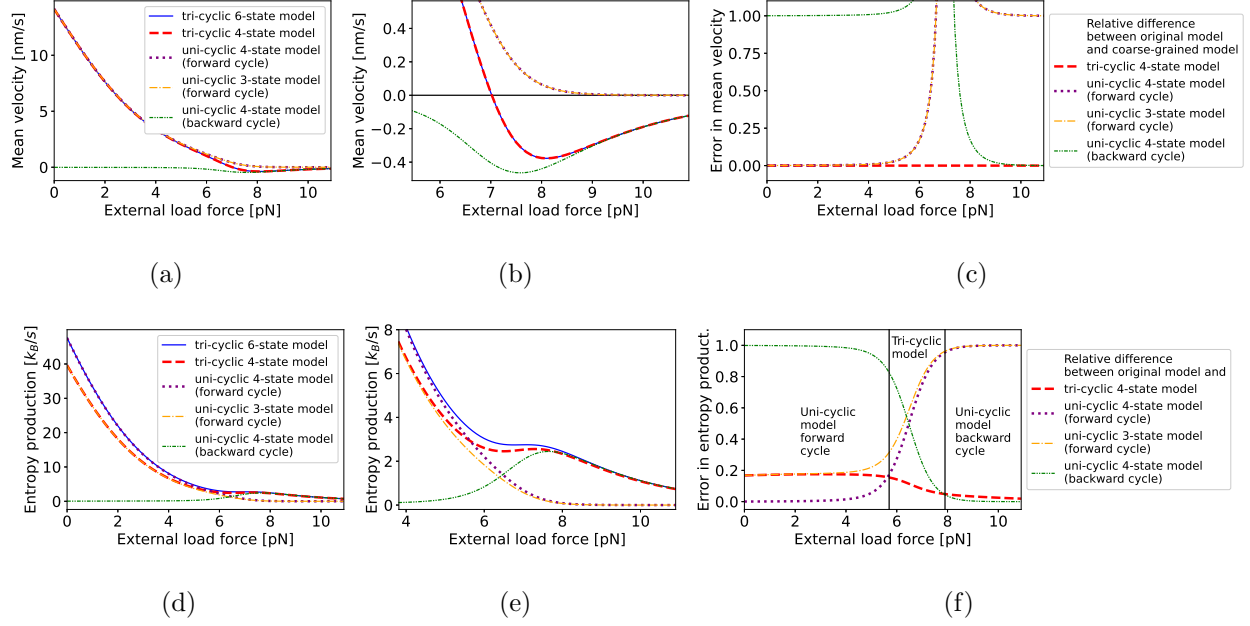 Mean velocity [nm/s]
10
5
0
0
2
4
6
8
10
External load force [pN]
tri-cyclic 6-state model
tri-cyclic 4-state model
uni-cyclic 4-state model
(forward cycle)
uni-cyclic 3-state model
(forward cycle)
uni-cyclic 4-state model
(backward cycle)
(a)
Mean velocity [nm/s]
0.4
0.2
0.0
−0.2
−0.4
6
7
8
9
10
External load force [pN]
(b)
Error in mean velocity
1.00
0.75
0.50
0.25
0.00
0
2
4
6
8
10
External load force [pN]
Relative difference
between original model
and coarse-grained model
tri-cyclic 4-state model
uni-cyclic 4-state model
(forward cycle)
uni-cyclic 3-state model
(forward cycle)
uni-cyclic 4-state model
(backward cycle)
(c)
Entropy production [kB/s]
40
30
20
10
0
0
2
4
6
8
10
External load force [pN]
tri-cyclic 6-state model
tri-cyclic 4-state model
uni-cyclic 4-state model
(forward cycle)
uni-cyclic 3-state model
(forward cycle)
uni-cyclic 4-state model
(backward cycle)
(d)
Entropy production [kB/s]
8
6
4
2
0
4
6
8
10
External load force [pN]
(e)
Error in entropy product.
1.0
0.8
0.6
0.4
0.2
0.0
0
2
4
6
8
10
External load force [pN]
Tri-cyclic
model
Uni-cyclic
model
forward
cycle
Uni-cyclic
model
backward
cycle
Relative difference
between original model and
tri-cyclic 4-state model
uni-cyclic 4-state model
(forward cycle)
uni-cyclic 3-state model
(forward cycle)
uni-cyclic 4-state model
(backward cycle)
(f)